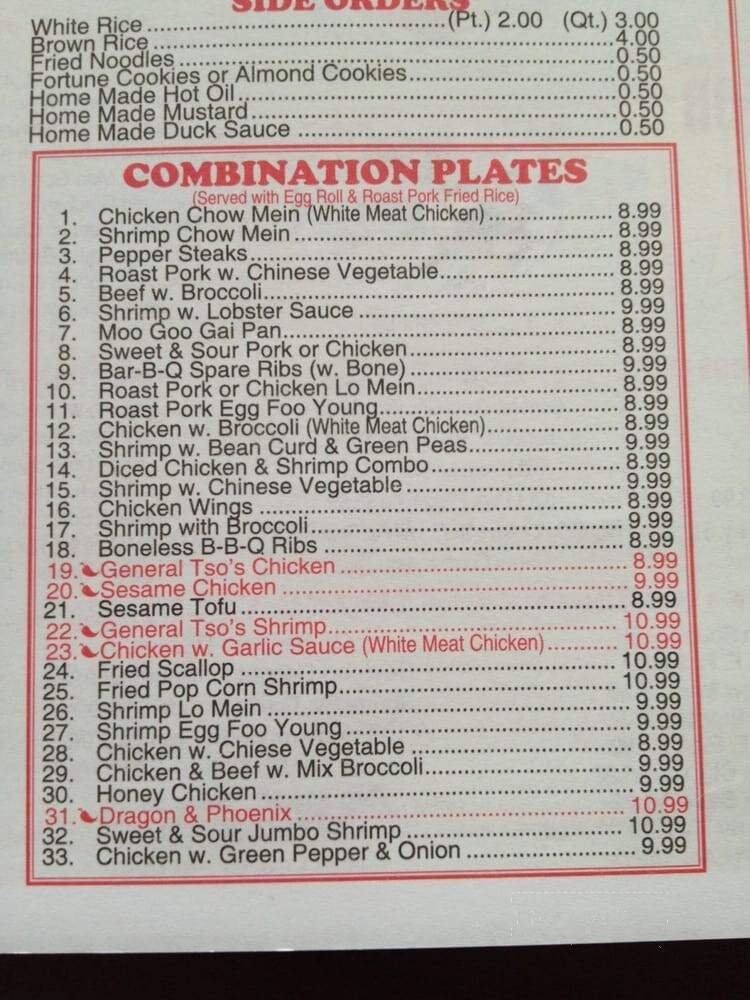 SIDE ORDERS
White Rice ........ (Pt.) 2.00 (Qt.) 3.00
Brown Rice ........ 4.00
Fried Noodles ........ 0.50
Fortune Cookies or Almond Cookies ........ 0.50
Home Made Hot Oil ........ 0.50
Home Made Mustard ........ 0.50
Home Made Duck Sauce ........ 0.50
COMBINATION PLATES
(Served with Egg Roll & Roast Pork Fried Rice)
1. Chicken Chow Mein (White Meat Chicken) ........ 8.99
2. Shrimp Chow Mein ........ 8.99
3. Pepper Steaks ........ 8.99
4. Roast Pork w. Chinese Vegetable ........ 8.99
5. Beef w. Broccoli ........ 8.99
6. Shrimp w. Lobster Sauce ........ 9.99
7. Moo Goo Gai Pan ........ 8.99
8. Sweet & Sour Pork or Chicken ........ 8.99
9. Bar-B-Q Spare Ribs (w. Bone) ........ 9.99
10. Roast Pork or Chicken Lo Mein ........ 8.99
11. Roast Pork Egg Foo Young ........ 8.99
12. Chicken w. Broccoli (White Meat Chicken) ........ 8.99
13. Shrimp w. Bean Curd & Green Peas ........ 9.99
14. Diced Chicken & Shrimp Combo ........ 8.99
15. Shrimp w. Chinese Vegetable ........ 9.99
16. Chicken Wings ........ 8.99
17. Shrimp with Broccoli ........ 9.99
18. Boneless B-B-Q Ribs ........ 8.99
19. General Tso's Chicken ........ 8.99
20. Sesame Chicken ........ 9.99
21. Sesame Tofu ........ 8.99
22. General Tso's Shrimp ........ 10.99
23. Chicken w. Garlic Sauce (White Meat Chicken) ........ 10.99
24. Fried Scallop ........ 10.99
25. Fried Pop Corn Shrimp ........ 10.99
26. Shrimp Lo Mein ........ 9.99
27. Shrimp Egg Foo Young ........ 9.99
28. Chicken w. Chiese Vegetable ........ 8.99
29. Chicken & Beef w. Mix Broccoli ........ 9.99
30. Honey Chicken ........ 9.99
31. Dragon & Phoenix ........ 10.99
32. Sweet & Sour Jumbo Shrimp ........ 10.99
33. Chicken w. Green Pepper & Onion ........ 9.99